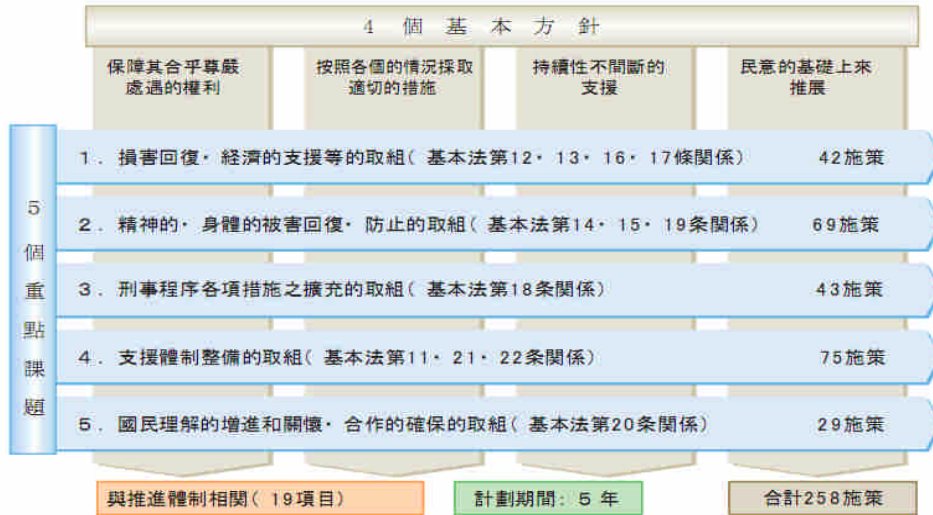 4個基本方針
保障其合乎尊嚴
處遇的權利
按照各個的情況採取
適切的措施
持續性不間斷的
支援
民意的基礎上來
推展
5個重點課題
1. 損害回復・経濟的支援等的取組( 基本法第12・13・16・17條関係) 42施策
2. 精神的・身體的被害回復・防止的取組( 基本法第14・15・19条関係) 69施策
3. 刑事程序各項措施之擴充的取組( 基本法第18条関係) 43施策
4. 支援體制整備的取組( 基本法第11・21・22条関係) 75施策
5. 國民理解的增進和關懷・合作的確保的取組( 基本法第20条関係) 29施策
與推進體制相関( 19項目)
計劃期間: 5 年
合計258施策